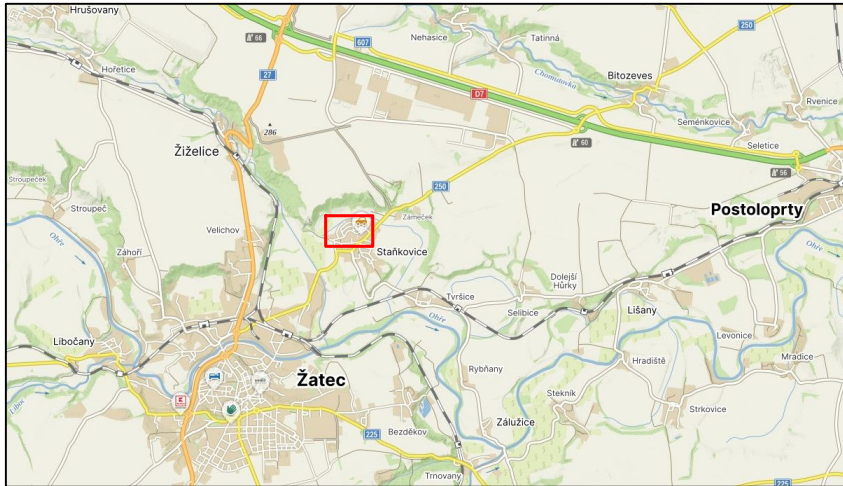 Hrušovany
66
607
Nehasice
Tatinná
250
Hořetice
27
Chomutovka
Bitozeves
D7
Rvenice
286
Seménkovice
Žiželice
60
Seletice
Stroupeček
56
250
Stroupeč
Postoloprty
Ohře
Velichov
Zámeček
Staňkovice
Záhoří
Dolejší
Hůrky
Tvršice
Ohře
Selibice
Lišany
Libočany
Levonice
Žatec
Rybňany
Hradiště
Mradice
Stekník
Strkovice
Zálužice
225
Bezděkov
Trnovany
225